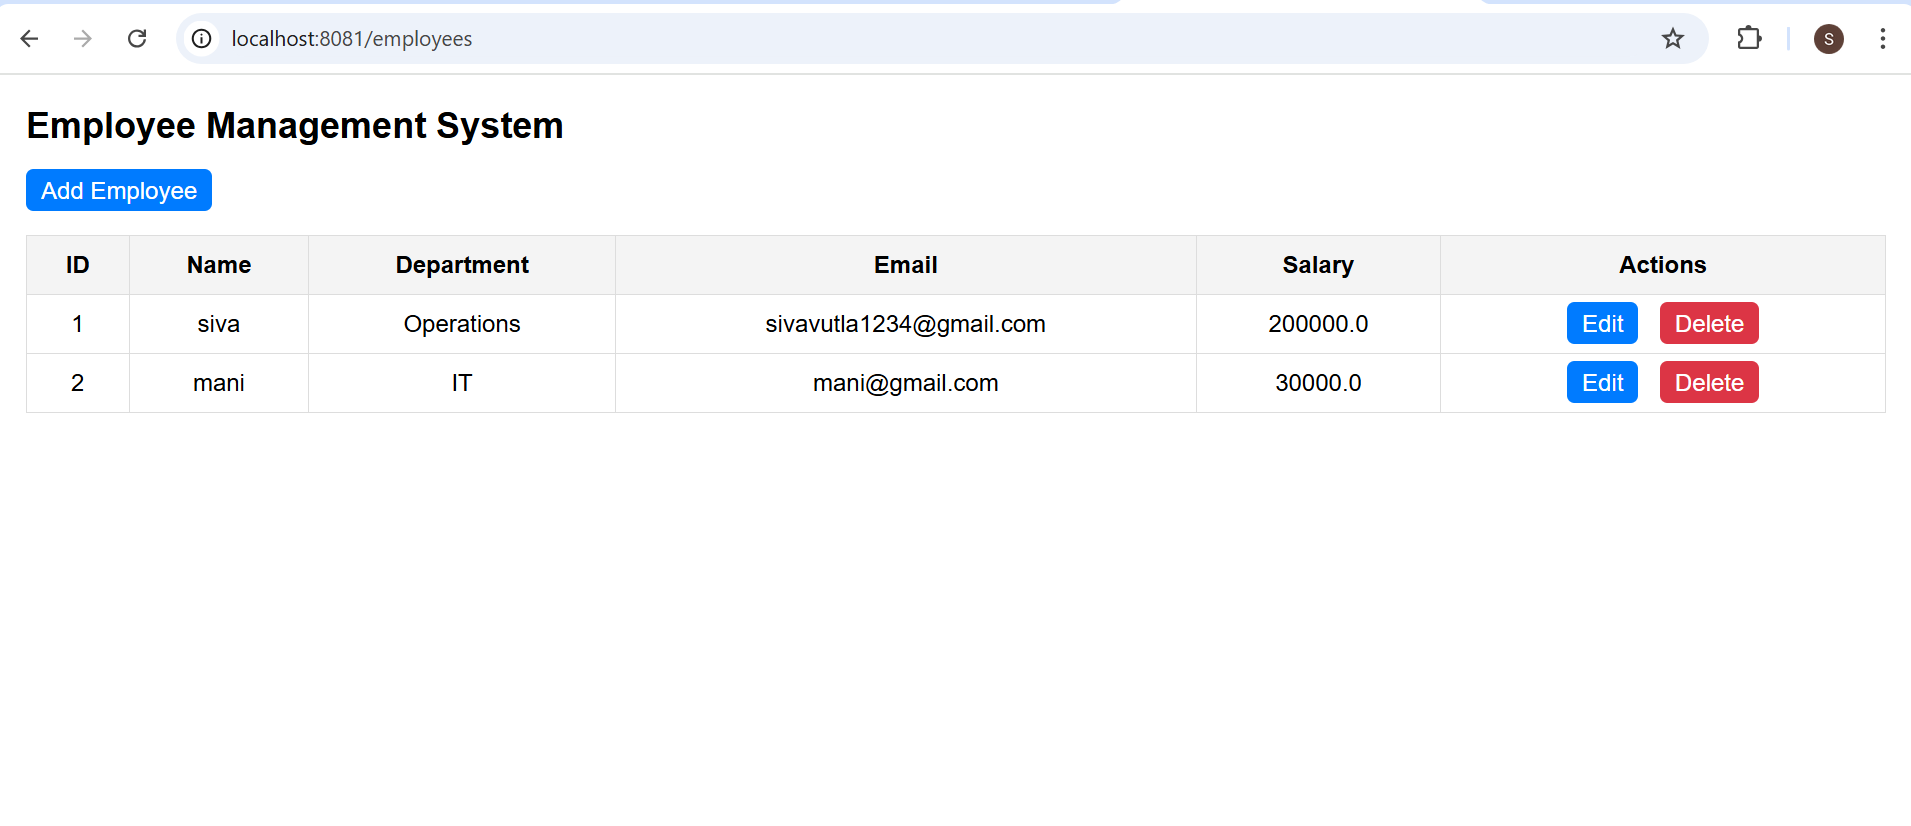 localhost:8081/employees
S
Employee Management System
Add Employee
ID Name Department Email Salary Actions
1 siva Operations sivavutla1234@gmail.com 200000.0 Edit Delete
2 mani IT mani@gmail.com 30000.0 Edit Delete